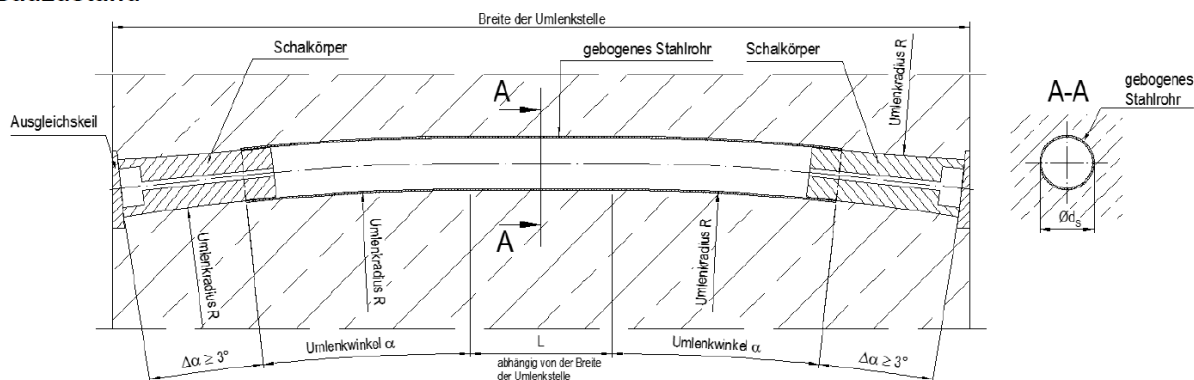 Breite der Umlenkstelle
Schalkörper
gebogenes Stahlrohr
Schalkörper
Umlenkradius R
A-A
gebogenes
Stahlrohr
Ausgleichskeil
A
A
Umlenkradius R
Umlenkradius R
Umlenkradius R
Øds
Δα ≥ 3°
Umlenkwinkel α
L
abhängig von der Breite
der Umlenkstelle
Umlenkwinkel α
Δα ≥ 3°